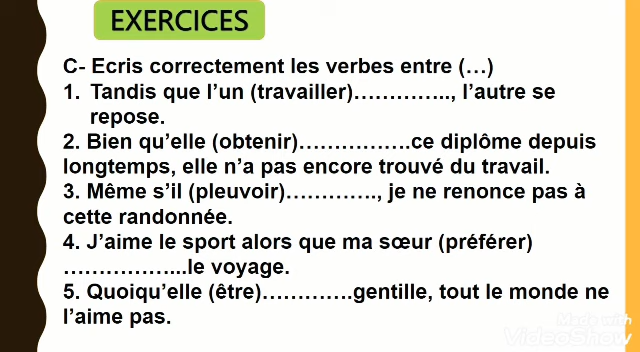 EXERCICES
C- Ecris correctement les verbes entre (…)
1. Tandis que l’un (travailler)………….., l’autre se
repose.
2. Bien qu’elle (obtenir)…………….ce diplôme depuis
longtemps, elle n’a pas encore trouvé du travail.
3. Même s’il (pleuvoir)…………., je ne renonce pas à
cette randonnée.
4. J’aime le sport alors que ma sœur (préférer)
……………...le voyage.
5. Quoiqu’elle (être)………….gentille, tout le monde ne
l’aime pas.
Made with
VideoShow